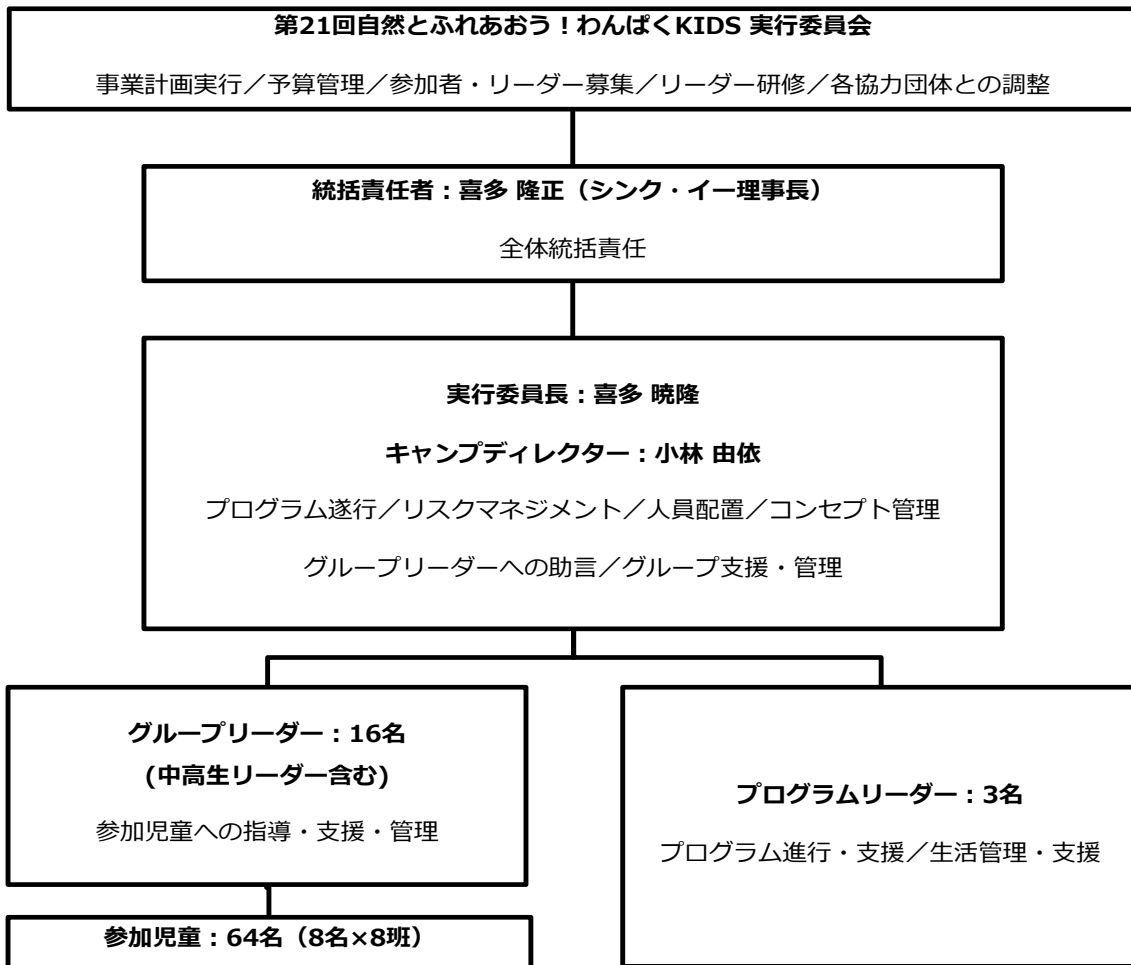 第21回自然とふれあおう！わんぱくKIDS 実行委員会
事業計画実行／予算管理／参加者・リーダー募集／リーダー研修／各協力団体との調整
統括責任者：喜多 隆正（シンク・イー理事長）
全体統括責任
実行委員長：喜多 暁隆
キャンプディレクター：小林 由依
プログラム遂行／リスクマネジメント／人員配置／コンセプト管理
グループリーダーへの助言／グループ支援・管理
グループリーダー：16名
(中高生リーダー含む)
参加児童への指導・支援・管理
プログラムリーダー：3名
プログラム進行・支援／生活管理・支援
参加児童：64名（8名×8班）